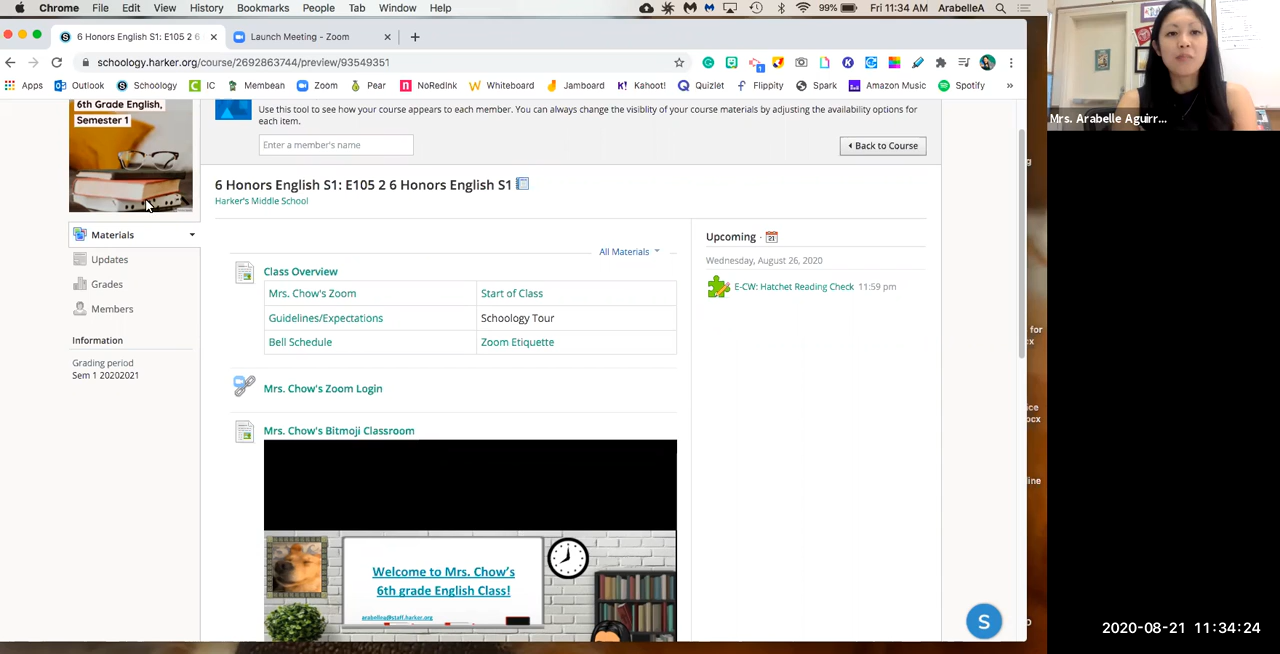 Chrome File Edit View History Bookmarks People Tab Window Help 99% Fri 11:34 AM ArabelleA
6 Honors English S1: E105 2 6 Launch Meeting - Zoom
schoology.harker.org/course/2692863744/preview/93549351
Apps Outlook Schoology IC Membean Zoom Pear NoRedInk Whiteboard Jamboard Kahoot! Quizlet Flippity Spark Amazon Music Spotify »
Mrs. Arabelle Aguirr...
6th Grade English,
Semester 1
Use this tool to see how your course appears to each member. You can always change the visiblity of your course materials by adjusting the availability options for
each item.
Enter a member's name
Back to Course
6 Honors English S1: E105 2 6 Honors English S1
Harker's Middle School
Materials
Updates
Grades
Members
Information
Grading period
Sem 1 20202021
All Materials
Class Overview
Mrs. Chow's Zoom Start of Class
Guidelines/Expectations Schoology Tour
Bell Schedule Zoom Etiquette
Mrs. Chow's Zoom Login
Mrs. Chow's Bitmoji Classroom
Welcome to Mrs. Chow's
6th grade English Class!
arabellea@staff.harker.org
Upcoming · 21
Wednesday, August 26, 2020
E-CW: Hatchet Reading Check 11:59 pm
S
2020-08-21 11:34:24